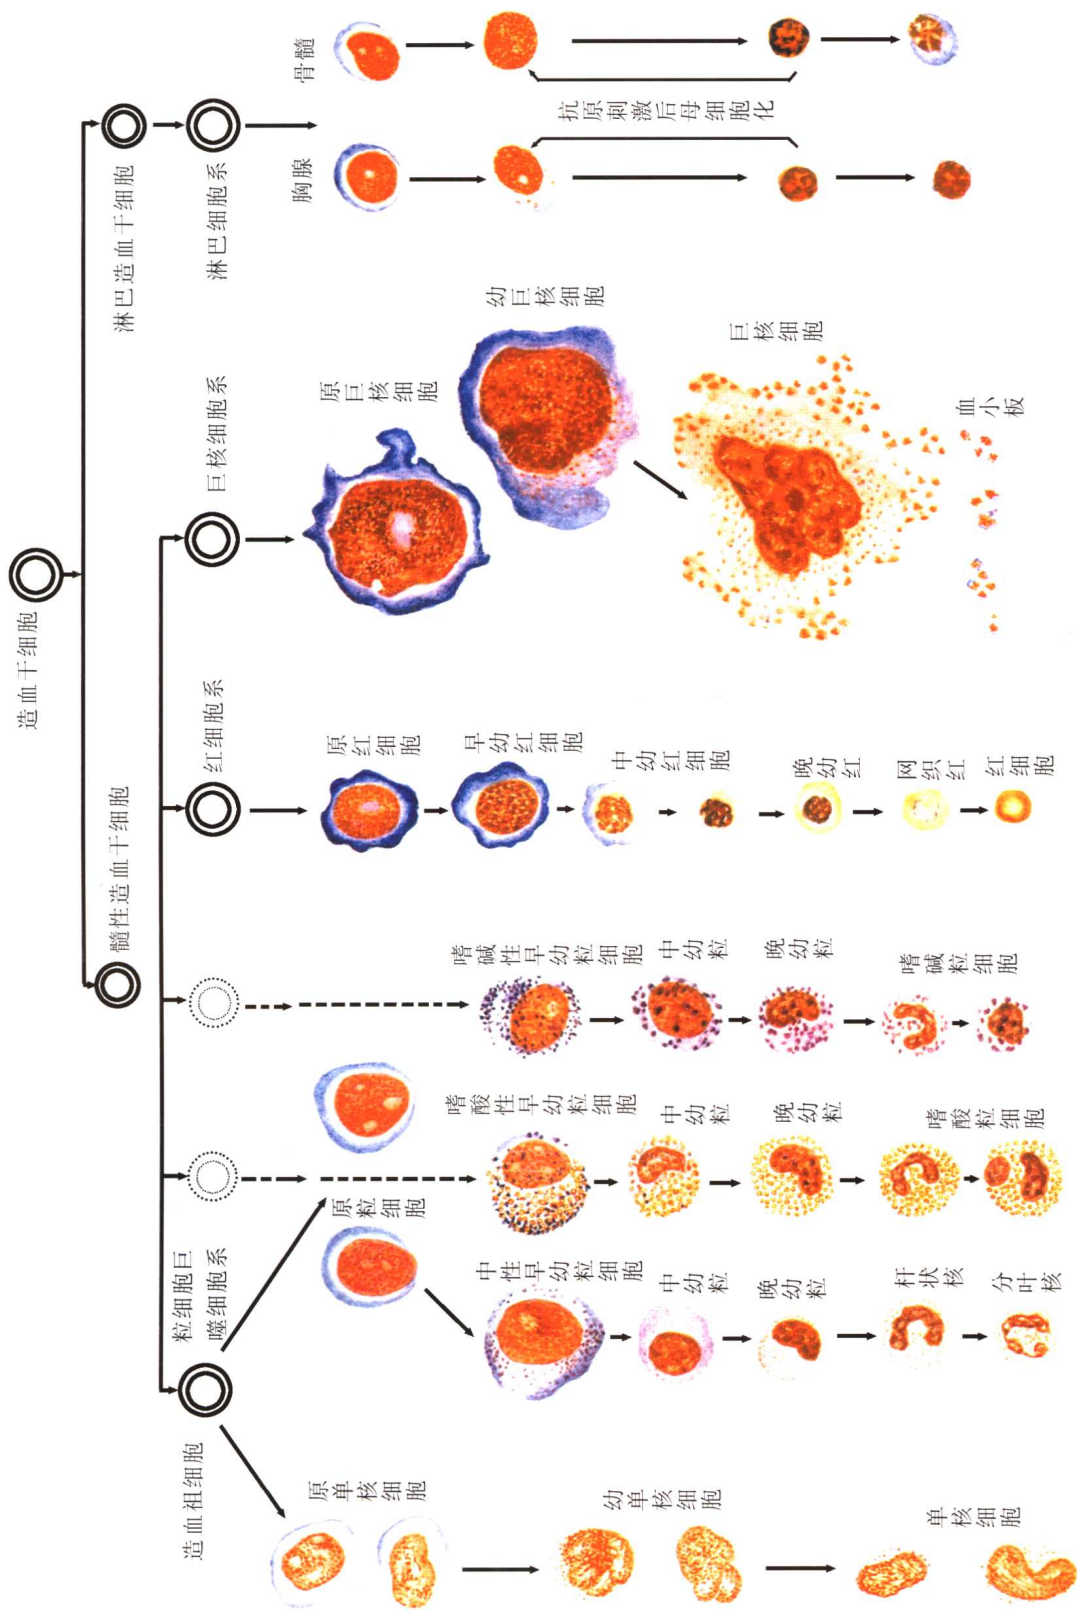 造血干细胞
髓性造血干细胞
淋巴造血干细胞
造血祖细胞
粒细胞巨
噬细胞系
红细胞系
巨核细胞系
淋巴细胞系
原单核细胞
幼单核细胞
单核细胞
原粒细胞
中性早幼粒细胞
中幼粒
晚幼粒
杆状核
分叶核
嗜酸性早幼粒细胞
中幼粒
晚幼粒
嗜酸粒细胞
嗜碱性早幼粒细胞
中幼粒
晚幼粒
嗜碱粒细胞
原红细胞
早幼红细胞
中幼红细胞
晚幼红
网织红
红细胞
原巨核细胞
幼巨核细胞
巨核细胞
血小板
胸腺
骨髓
抗原刺激后母细胞化